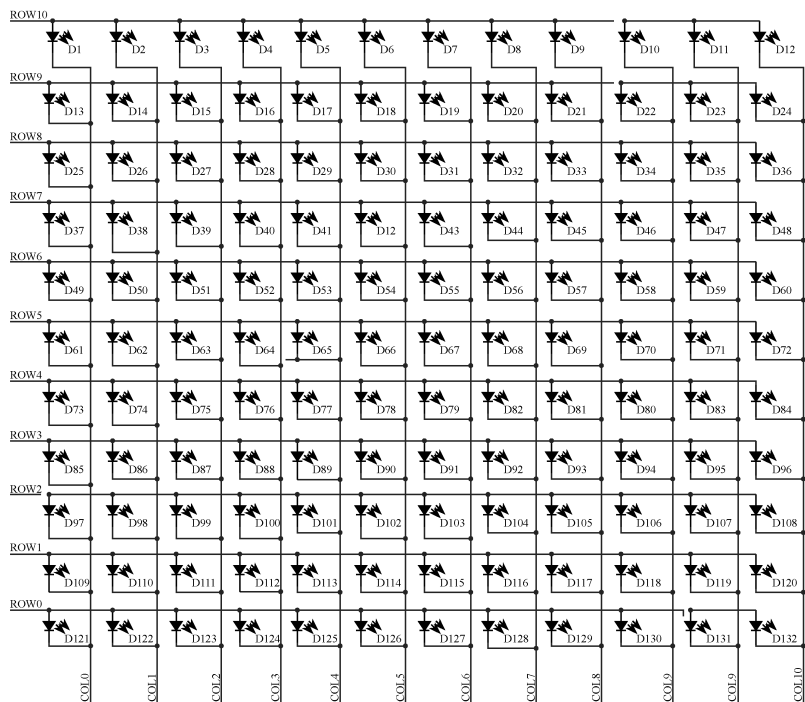 ROW10
D1 D2 D3 D4 D5 D6 D7 D8 D9 D10 D11 D12
ROW9
D13 D14 D15 D16 D17 D18 D19 D20 D21 D22 D23 D24
ROW8
D25 D26 D27 D28 D29 D30 D31 D32 D33 D34 D35 D36
ROW7
D37 D38 D39 D40 D41 D12 D43 D44 D45 D46 D47 D48
ROW6
D49 D50 D51 D52 D53 D54 D55 D56 D57 D58 D59 D60
ROW5
D61 D62 D63 D64 D65 D66 D67 D68 D69 D70 D71 D72
ROW4
D73 D74 D75 D76 D77 D78 D79 D82 D81 D80 D83 D84
ROW3
D85 D86 D87 D88 D89 D90 D91 D92 D93 D94 D95 D96
ROW2
D97 D98 D99 D100 D101 D102 D103 D104 D105 D106 D107 D108
ROW1
D109 D110 D111 D112 D113 D114 D115 D116 D117 D118 D119 D120
ROW0
D121 D122 D123 D124 D125 D126 D127 D128 D129 D130 D131 D132
COL0 COL1 COL2 COL3 COL4 COL5 COL6 COL7 COL8 COL9 COL9 COL10